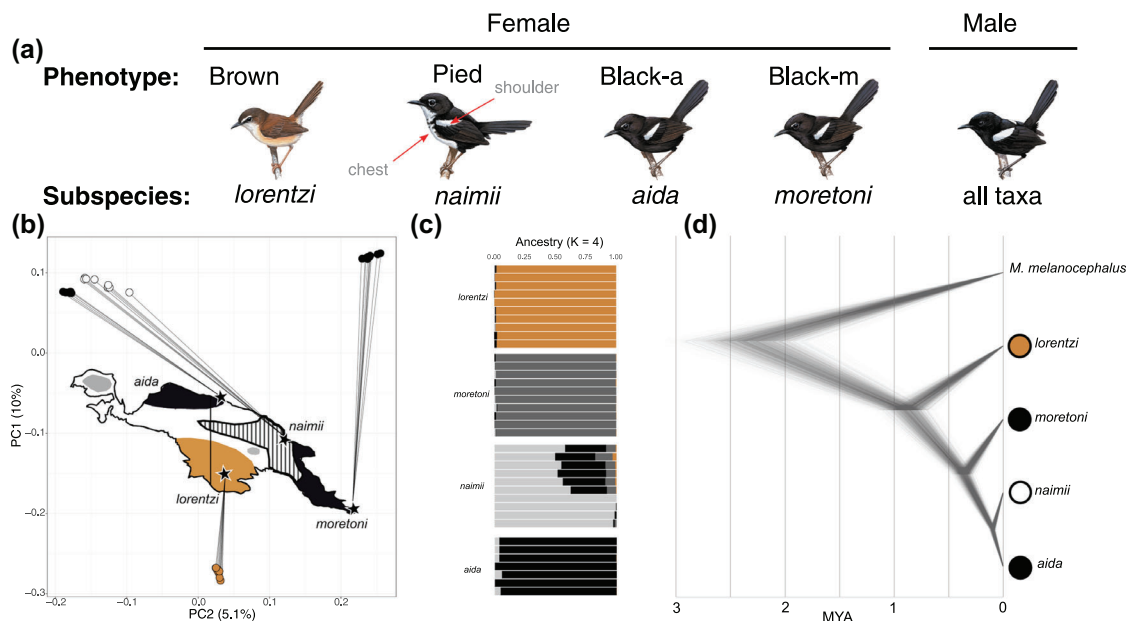 Female
Male
(a)
Phenotype:
Brown
Pied
Black-a
Black-m
shoulder
chest
Subspecies:
lorentzi
naimii
aida
moretoni
all taxa
(b)
0.1
0.0
−0.1
−0.2
−0.3
PC1 (10%)
aida
naimii
lorentzi
moretoni
−0.2
−0.1
0.0
0.1
0.2
PC2 (5.1%)
(c)
Ancestry (K = 4)
0.00
0.25
0.50
0.75
1.00
lorentzi
moretoni
naimii
aida
(d)
M. melanocephalus
lorentzi
moretoni
naimii
aida
3
2
1
0
MYA